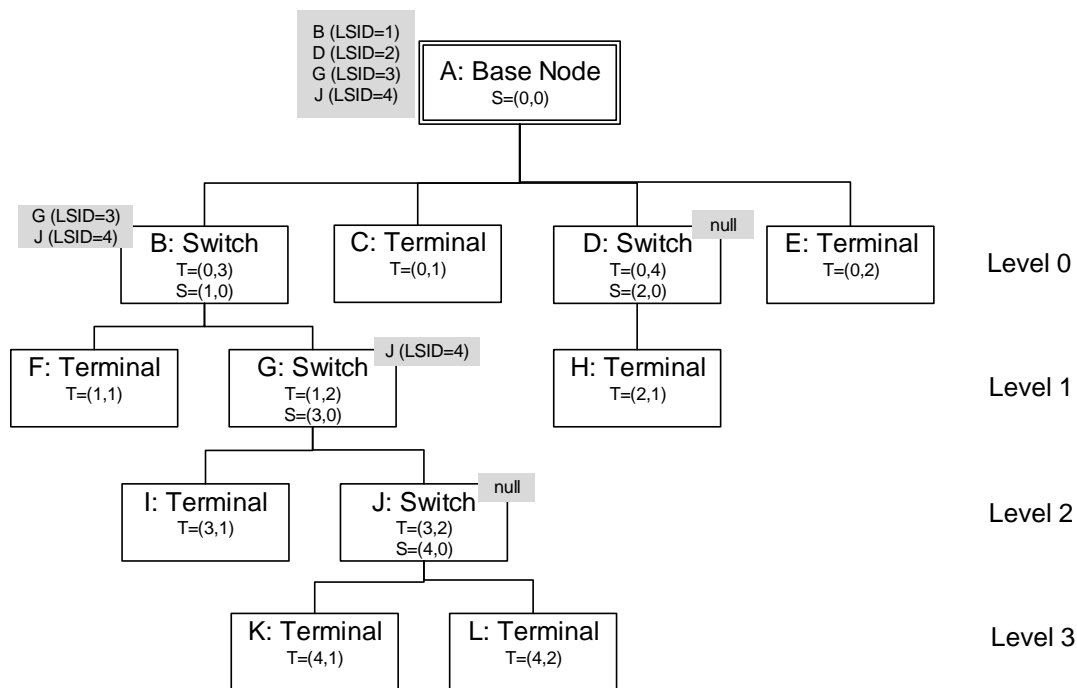 B (LSID=1)
D (LSID=2)
G (LSID=3)
J (LSID=4)
A: Base Node
S=(0,0)
G (LSID=3)
J (LSID=4)
B: Switch
T=(0,3)
S=(1,0)
C: Terminal
T=(0,1)
null
D: Switch
T=(0,4)
S=(2,0)
E: Terminal
T=(0,2)
Level 0
F: Terminal
T=(1,1)
J (LSID=4)
G: Switch
T=(1,2)
S=(3,0)
H: Terminal
T=(2,1)
Level 1
I: Terminal
T=(3,1)
null
J: Switch
T=(3,2)
S=(4,0)
Level 2
K: Terminal
T=(4,1)
L: Terminal
T=(4,2)
Level 3